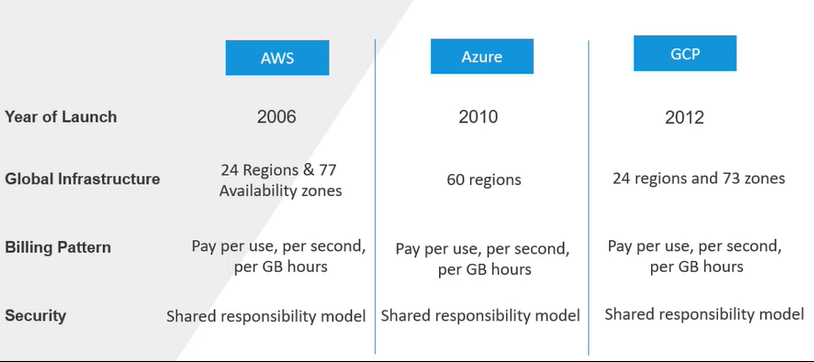 AWS Azure GCP
Year of Launch 2006 2010 2012
Global Infrastructure 24 Regions & 77 Availability zones 60 regions 24 regions and 73 zones
Billing Pattern Pay per use, per second, per GB hours Pay per use, per second, per GB hours Pay per use, per second, per GB hours
Security Shared responsibility model Shared responsibility model Shared responsibility model